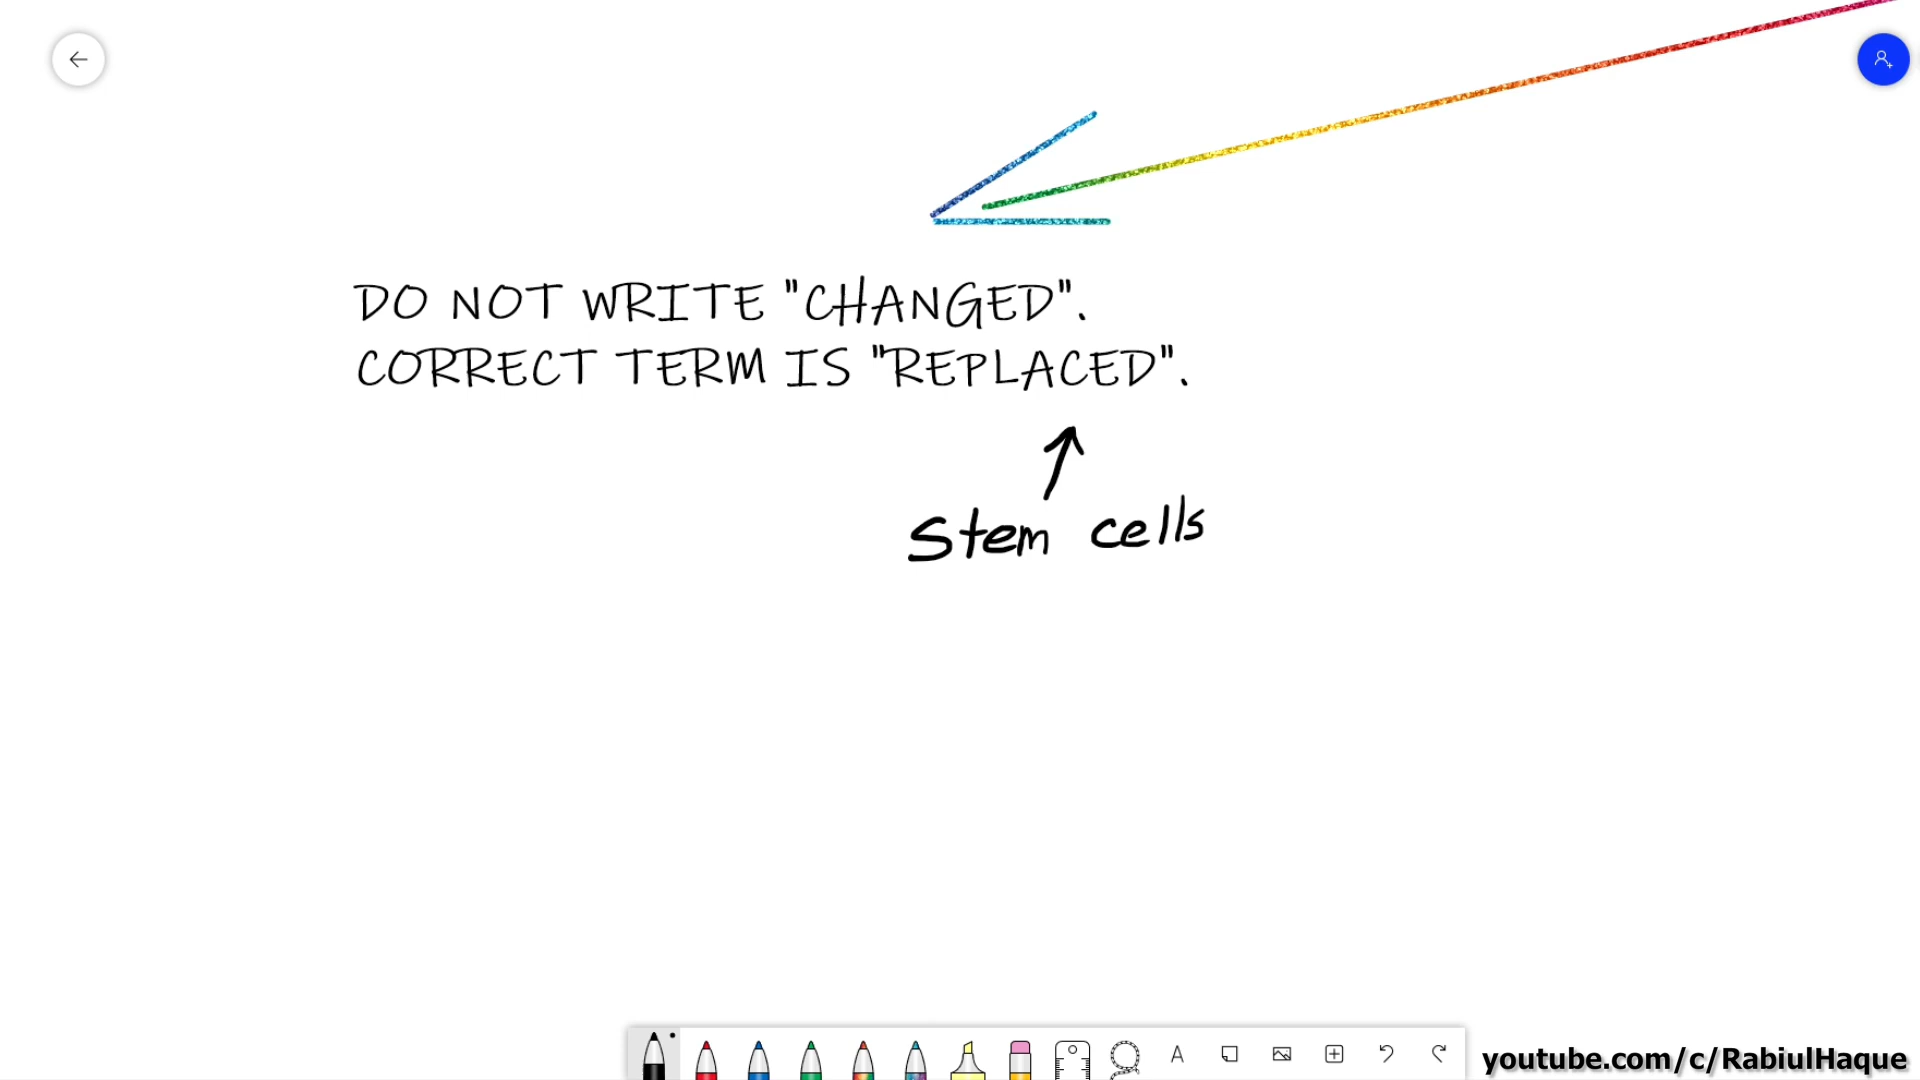 DO NOT WRITE "CHANGED".
CORRECT TERM IS "REPLACED".
Stem cells
A
youtube.com/c/RabiulHaque